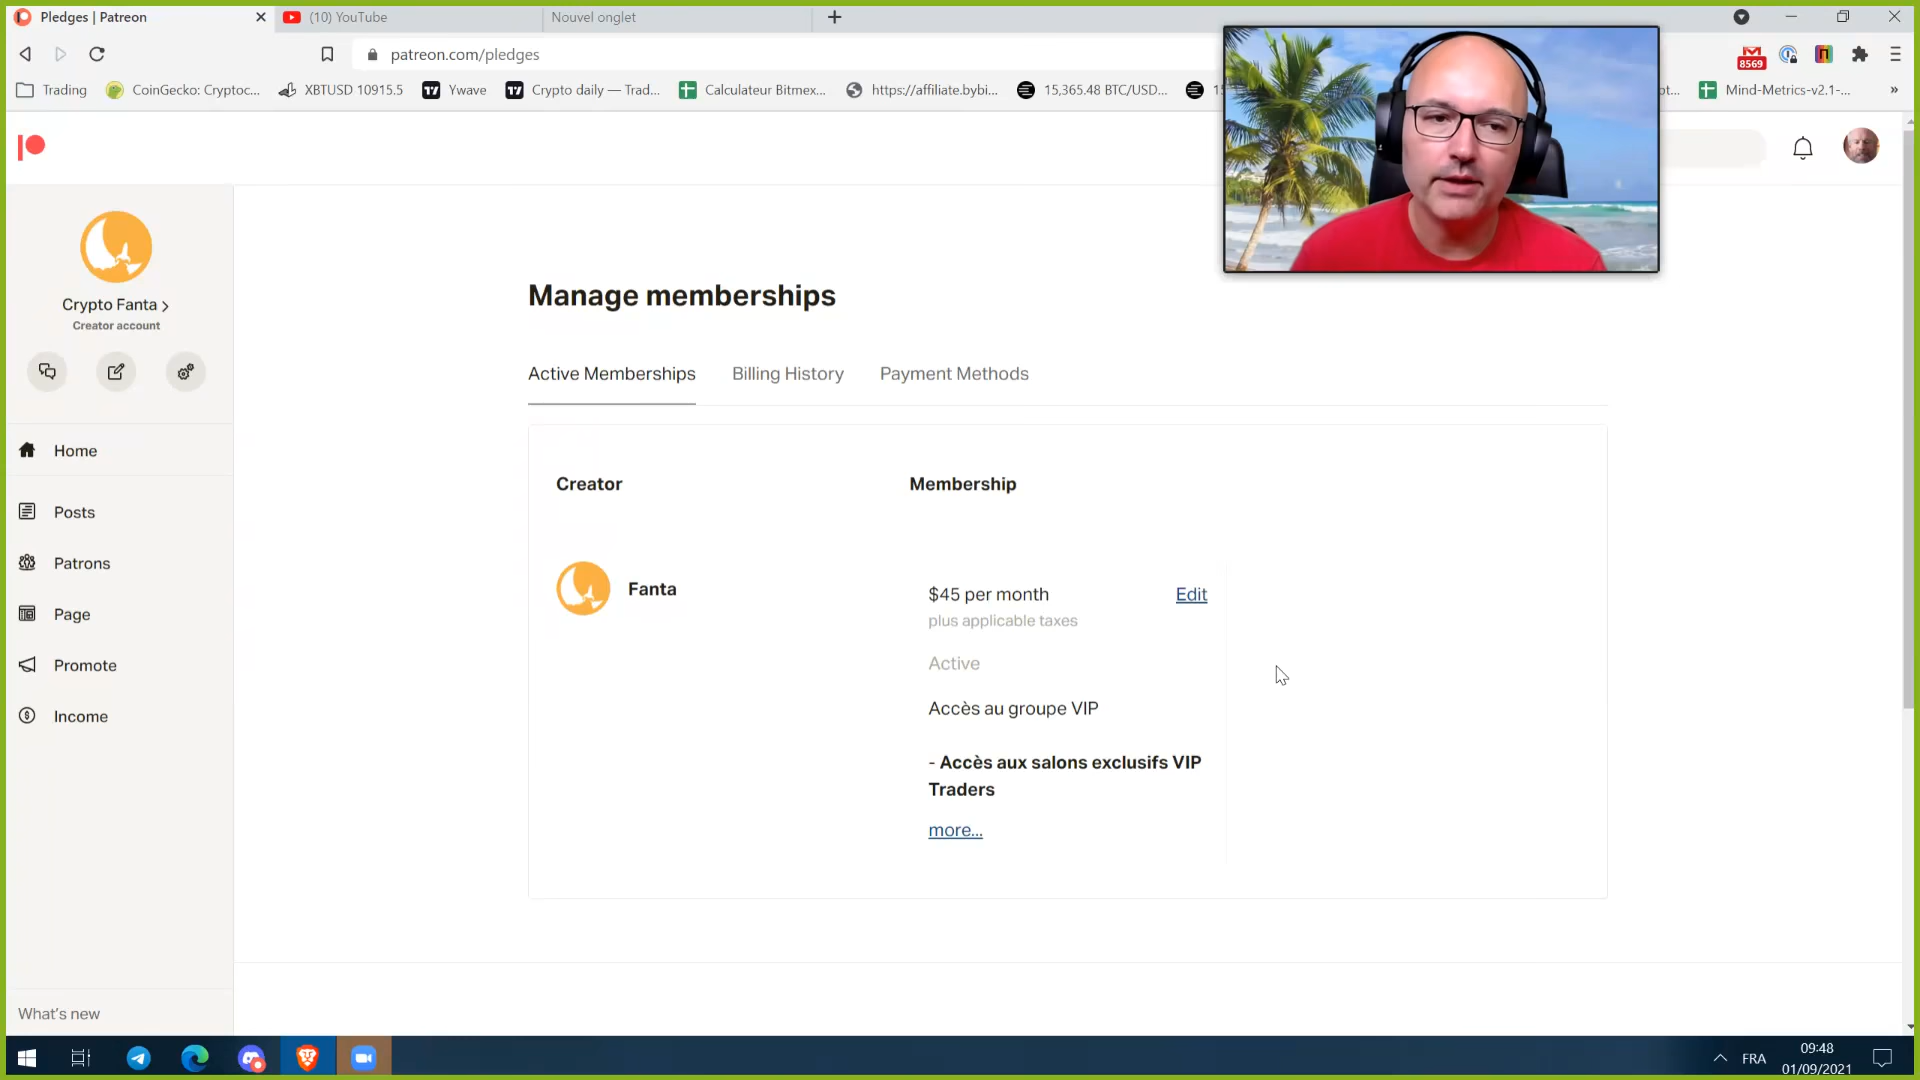 Pledges | Patreon
(10) YouTube
Nouvel onglet
patreon.com/pledges
8569
Trading
CoinGecko: Cryptoc...
XBTUSD 10915.5
Ywave
Crypto daily — Trad...
Calculateur Bitmex...
https://affiliate.bybi...
15,365.48 BTC/USD...
Mind-Metrics-v2.1-...
»
Crypto Fanta >
Creator account
Home
Posts
Patrons
Page
Promote
Income
What's new
Manage memberships
Active Memberships
Billing History
Payment Methods
Creator
Membership
Fanta
$45 per month
Edit
plus applicable taxes
Active
Accès au groupe VIP
- Accès aux salons exclusifs VIP
Traders
more...
FRA
09:48
01/09/2021